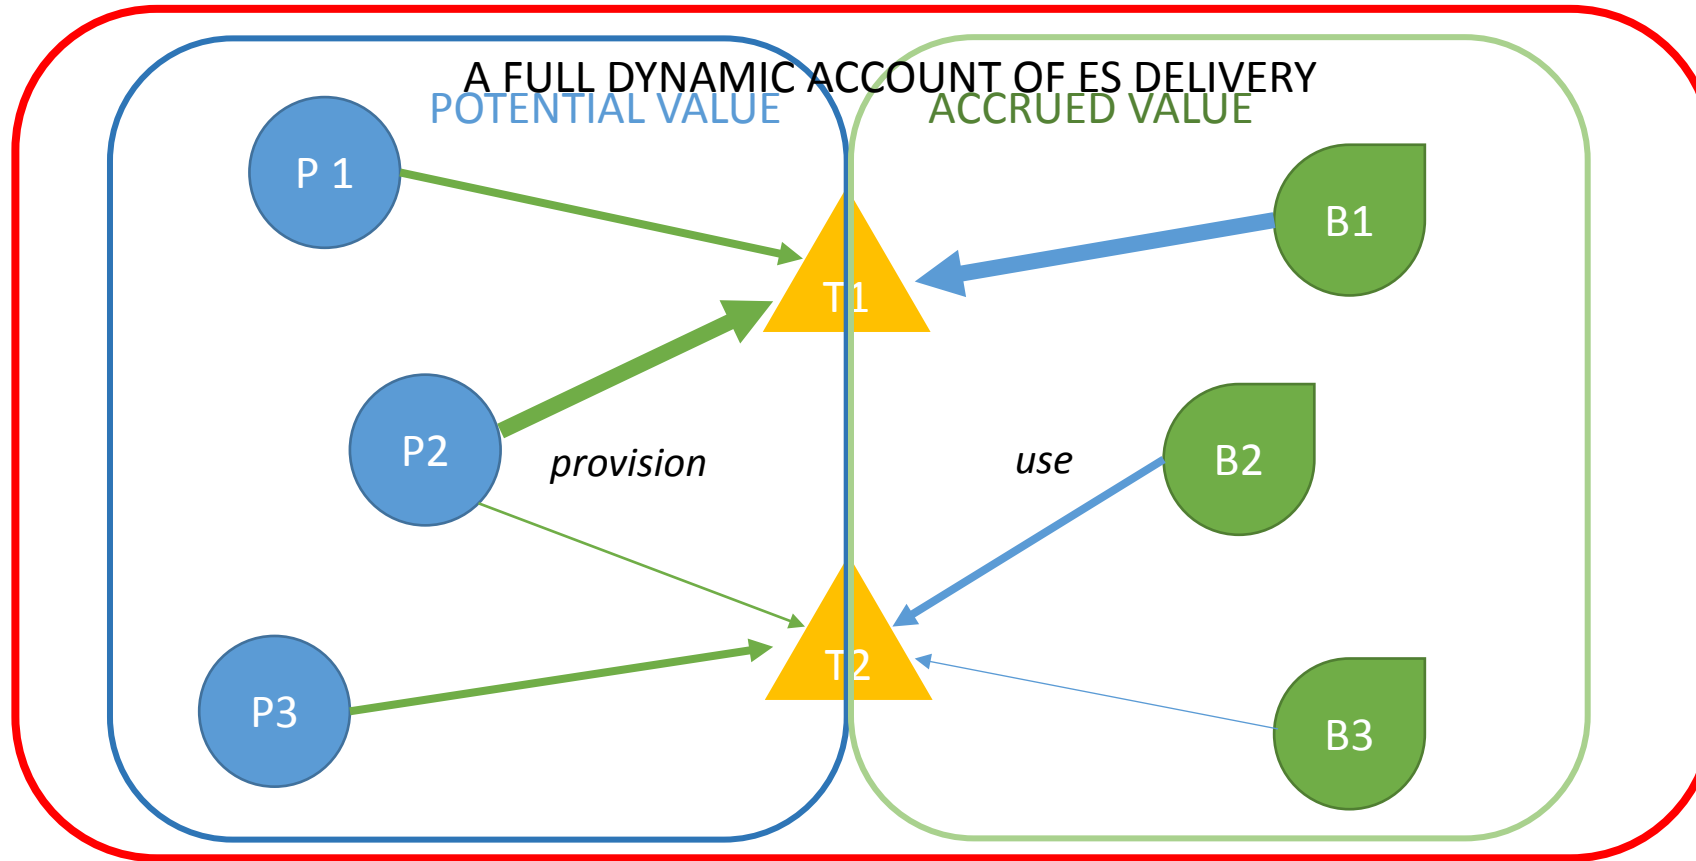 A FULL DYNAMIC ACCOUNT OF ES DELIVERY
POTENTIAL VALUE
ACCRUED VALUE
P 1
B1
T1
P2
provision
use
B2
T2
P3
B3